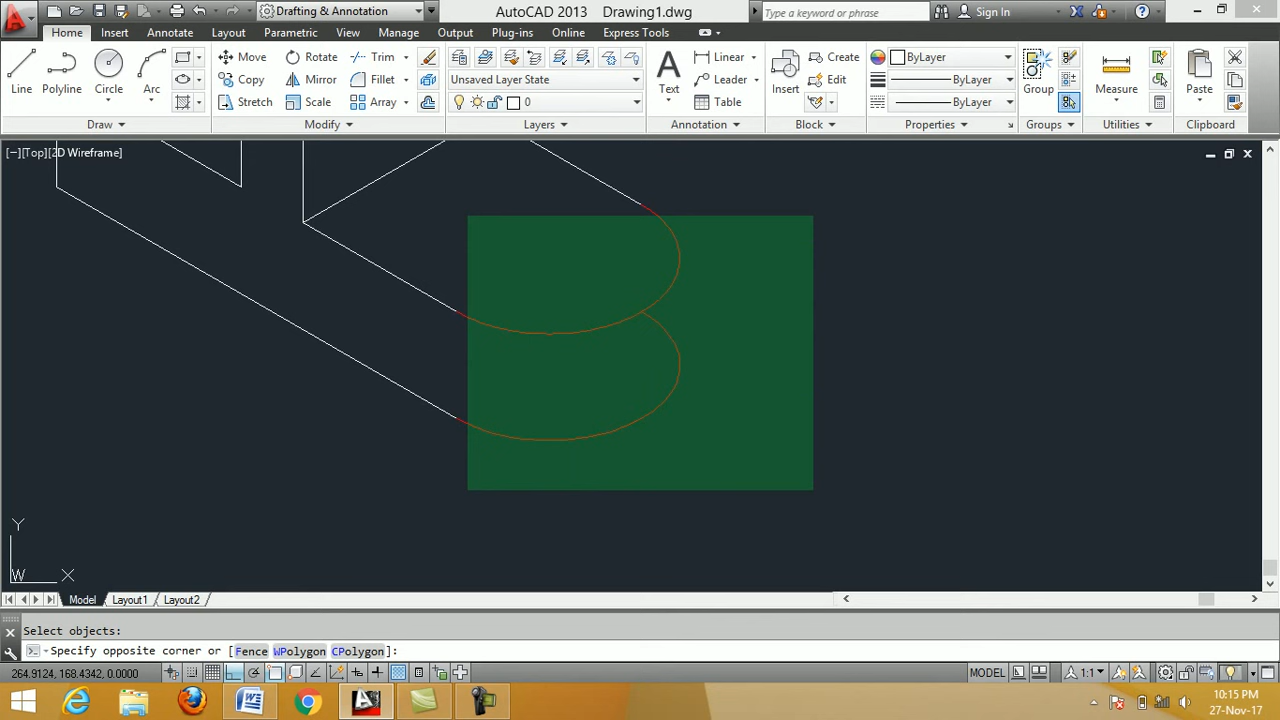 Drafting & Annotation
AutoCAD 2013 Drawing1.dwg
Type a keyword or phrase
Sign In
Home Insert Annotate Layout Parametric View Manage Output Plug-ins Online Express Tools
Line Polyline Circle Arc
Move Rotate Trim
Copy Mirror Fillet
Stretch Scale Array
Unsaved Layer State
0
Text
Linear
Leader
Table
Insert
Create
Edit
ByLayer
ByLayer
ByLayer
Group
Measure
Paste
Draw Modify Layers Annotation Block Properties Groups Utilities Clipboard
[−][Top][2D Wireframe]
Y
W X
Model Layout1 Layout2
Select objects:
Specify opposite corner or [Fence WPolygon CPolygon]:
264.9124, 168.4342, 0.0000
MODEL
1:1
10:15 PM
27-Nov-17